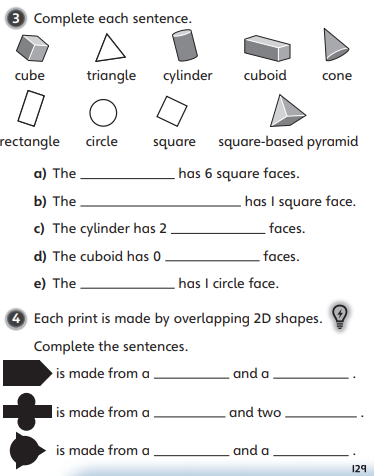 3 Complete each sentence.
cube triangle cylinder cuboid cone
rectangle circle square square-based pyramid
a) The ____________ has 6 square faces.
b) The ____________________ has 1 square face.
c) The cylinder has 2 ____________ faces.
d) The cuboid has 0 ____________ faces.
e) The ____________ has 1 circle face.
4 Each print is made by overlapping 2D shapes.
Complete the sentences.
is made from a __________ and a __________ .
is made from a __________ and two __________ .
is made from a __________ and a __________ .
129